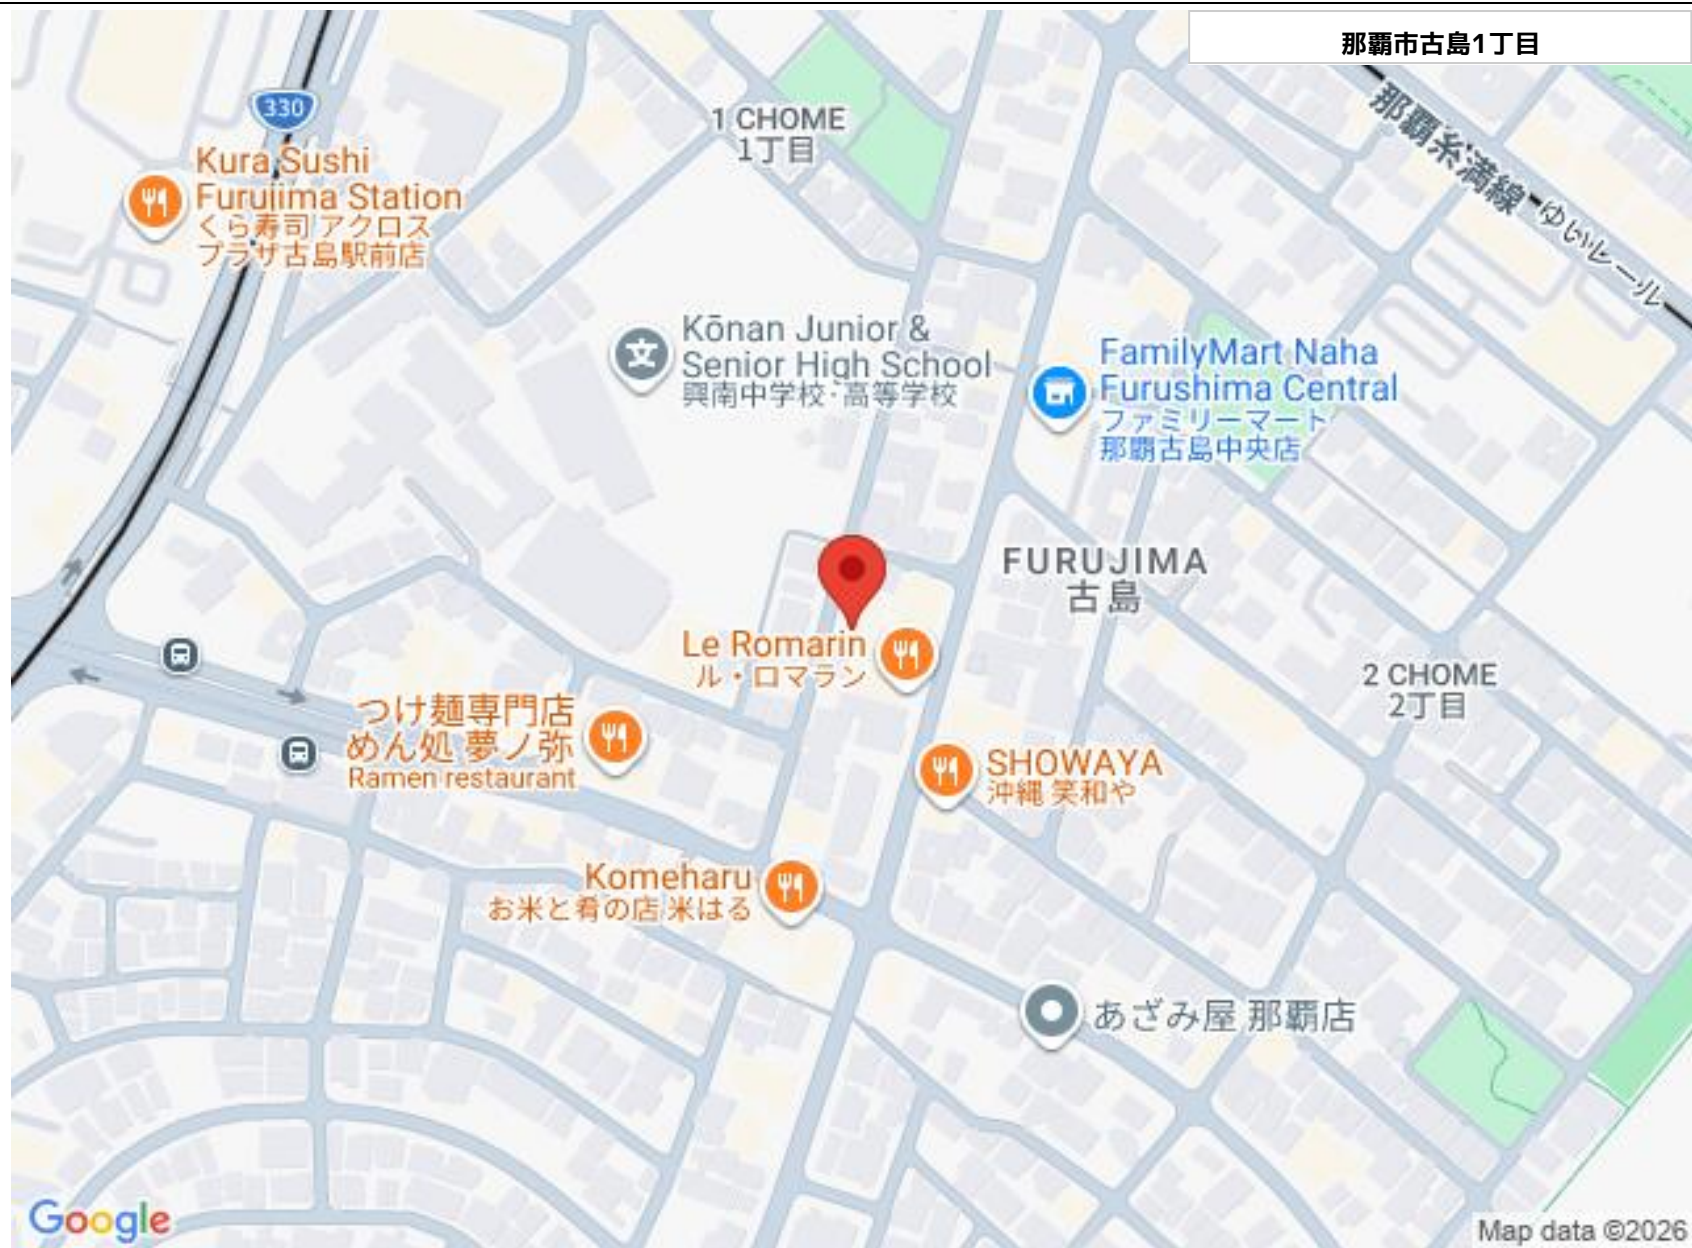 那覇市古島1丁目
330
1 CHOME
1丁目
那覇糸満線
ゆいレール
Kura Sushi
Furujima Station
くら寿司 アクロス
プラザ古島駅前店
Kōnan Junior &
Senior High School
興南中学校・高等学校
FamilyMart Naha
Furushima Central
ファミリーマート
那覇古島中央店
FURUJIMA
古島
Le Romarin
ル・ロマラン
2 CHOME
2丁目
つけ麺専門店
めん処 夢ノ弥
Ramen restaurant
SHOWAYA
沖縄 笑和や
Komeharu
お米と肴の店 米はる
あざみ屋 那覇店
Google
Map data ©2026